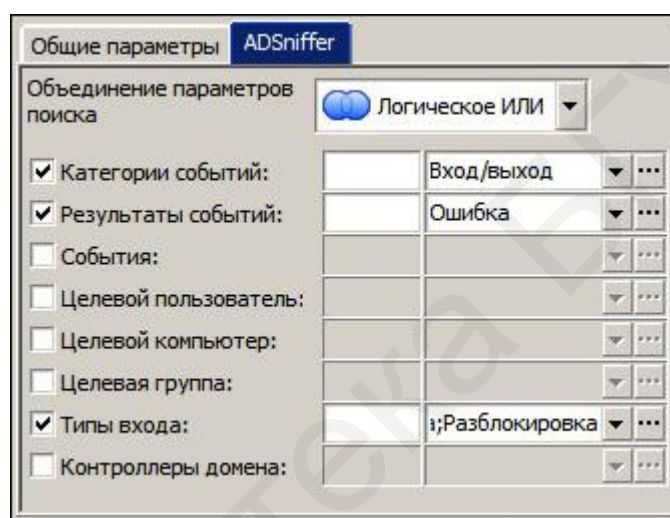 Общие параметры ADSniffer
Объединение параметров
поиска
Логическое ИЛИ
Категории событий: Вход/выход
Результаты событий: Ошибка
События:
Целевой пользователь:
Целевой компьютер:
Целевая группа:
Типы входа: ;Разблокировка
Контроллеры домена: